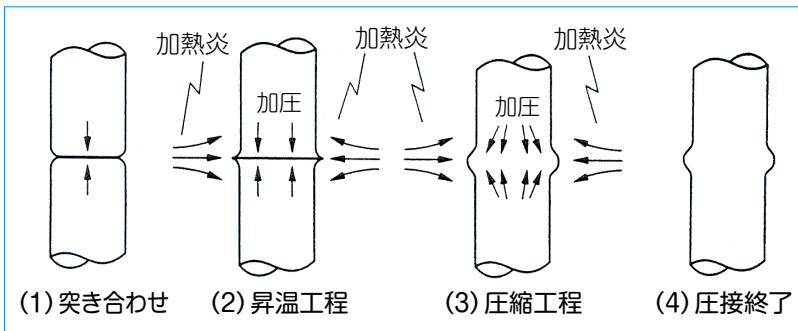 加熱炎
加圧
加熱炎
加圧
加熱炎
(1) 突き合わせ
(2) 昇温工程
(3) 圧縮工程
(4) 圧接終了